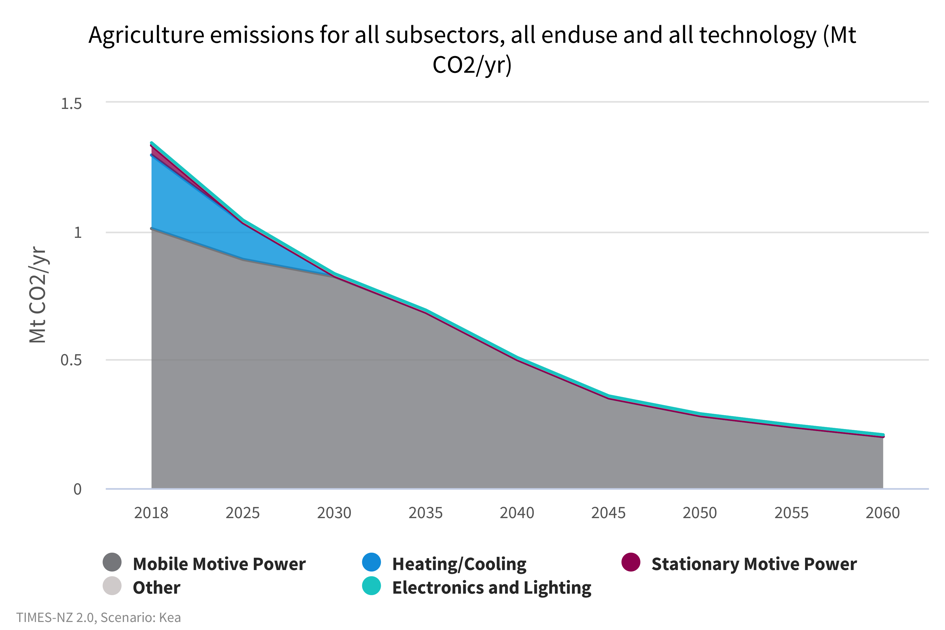 Agriculture emissions for all subsectors, all enduse and all technology (Mt
CO2/yr)
Mt CO2/yr
1.5
1
0.5
0
2018 2025 2030 2035 2040 2045 2050 2055 2060
Mobile Motive Power Heating/Cooling Stationary Motive Power
Other Electronics and Lighting
TIMES-NZ 2.0, Scenario: Kea